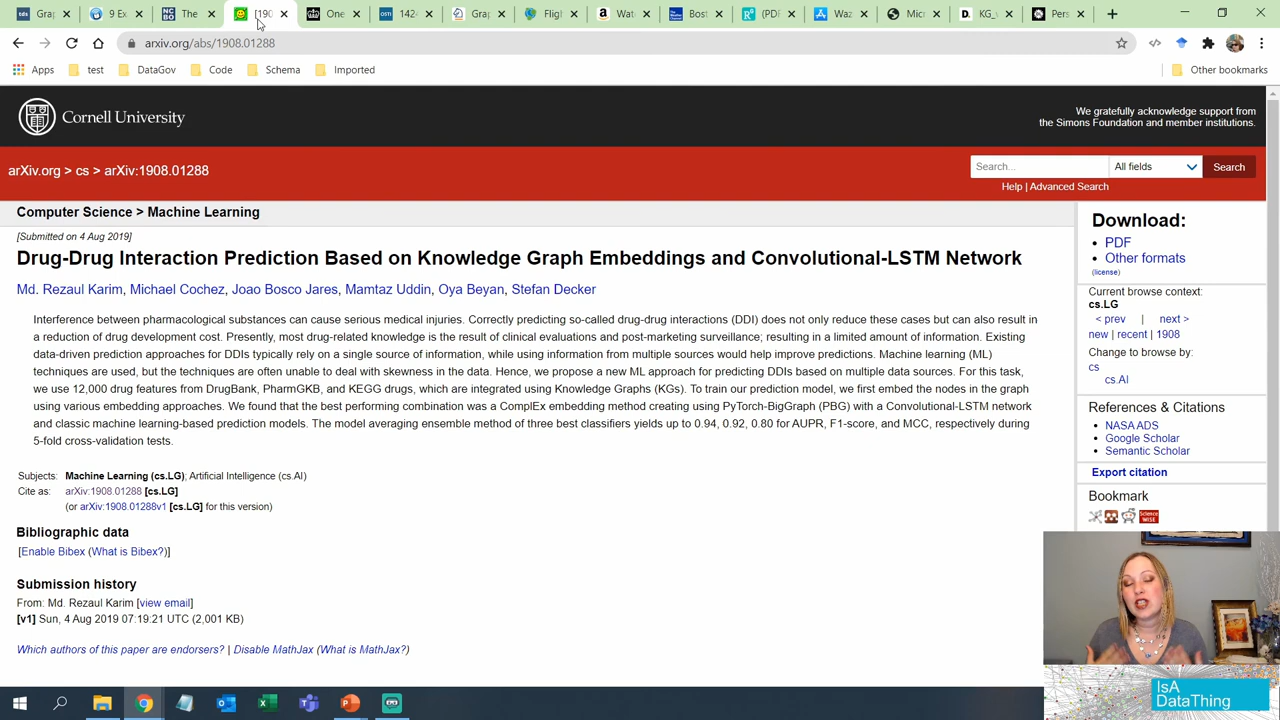 Gra
9 Ex
The
[190
One
142
Grap
Fligl
Wat
Bost
(PDF
Waz
Micr
KG_v
Pers
arxiv.org/abs/1908.01288
Apps
test
DataGov
Code
Schema
Imported
Other bookmarks
Cornell University
We gratefully acknowledge support from
the Simons Foundation and member institutions.
arXiv.org > cs > arXiv:1908.01288
Search...
All fields
Search
Help | Advanced Search
Computer Science > Machine Learning
[Submitted on 4 Aug 2019]
Drug-Drug Interaction Prediction Based on Knowledge Graph Embeddings and Convolutional-LSTM Network
Md. Rezaul Karim, Michael Cochez, Joao Bosco Jares, Mamtaz Uddin, Oya Beyan, Stefan Decker
Interference between pharmacological substances can cause serious medical injuries. Correctly predicting so-called drug-drug interactions (DDI) does not only reduce these cases but can also result in
a reduction of drug development cost. Presently, most drug-related knowledge is the result of clinical evaluations and post-marketing surveillance; resulting in a limited amount of information. Existing
data-driven prediction approaches for DDIs typically rely on a single source of information, while using information from multiple sources would help improve predictions. Machine learning (ML)
techniques are used, but the techniques are often unable to deal with skewness in the data. Hence, we propose a new ML approach for predicting DDIs based on multiple data sources. For this task,
we use 12,000 drug features from DrugBank, PharmGKB, and KEGG drugs, which are integrated using Knowledge Graphs (KGs). To train our prediction model, we first embed the nodes in the graph
using various embedding approaches. We found that the best performing combination was a ComplEx embedding method creating using PyTorch-BigGraph (PBG) with a Convolutional-LSTM network
and classic machine learning-based prediction models. The model averaging ensemble method of three best classifiers yields up to 0.94, 0.92, 0.80 for AUPR, F1-score, and MCC, respectively during
5-fold cross-validation tests.
Subjects: Machine Learning (cs.LG); Artificial Intelligence (cs.AI)
Cite as: arXiv:1908.01288 [cs.LG]
(or arXiv:1908.01288v1 [cs.LG] for this version)
Bibliographic data
[Enable Bibex (What is Bibex?)]
Submission history
From: Md. Rezaul Karim [view email]
[v1] Sun, 4 Aug 2019 07:19:21 UTC (2,001 KB)
Which authors of this paper are endorsers? | Disable MathJax (What is MathJax?)
Download:
PDF
Other formats
(license)
Current browse context:
cs.LG
< prev | next >
new | recent | 1908
Change to browse by:
cs
cs.AI
References & Citations
NASA ADS
Google Scholar
Semantic Scholar
Export citation
Bookmark
Science
WISE
IsA
DataThing